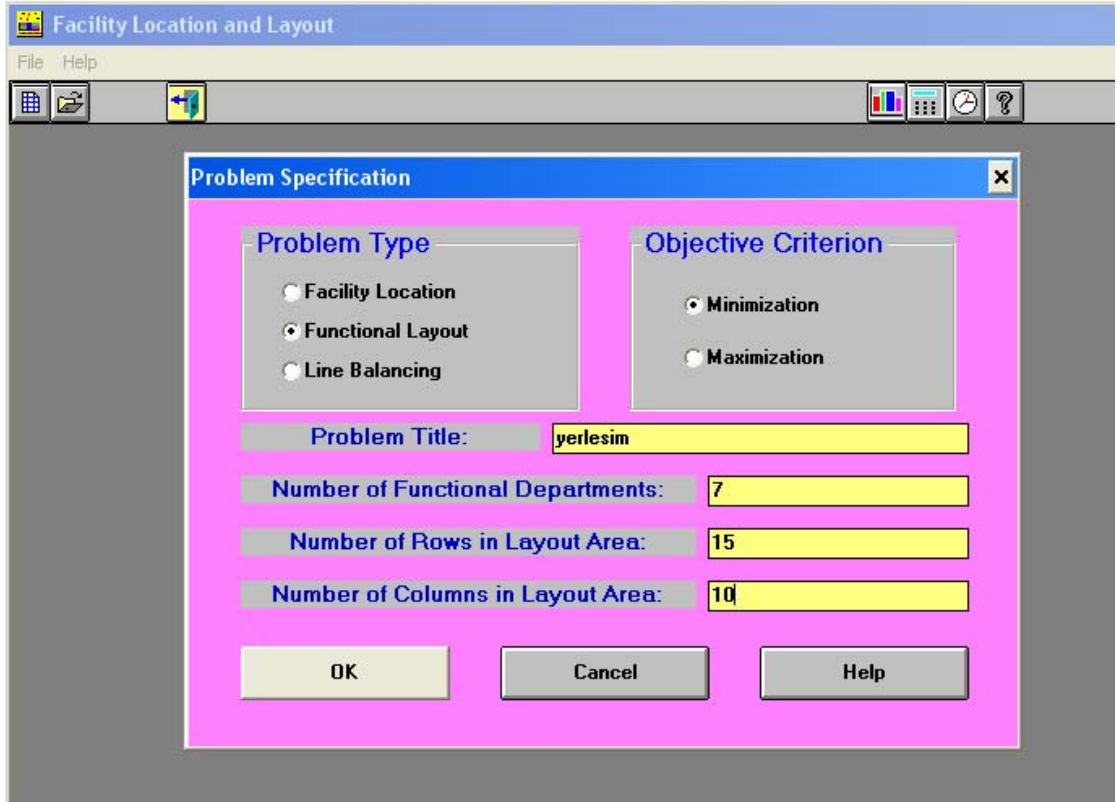 Facility Location and Layout
File Help
Problem Specification
Problem Type
Objective Criterion
Facility Location
Functional Layout
Line Balancing
Minimization
Maximization
Problem Title: yerlesim
Number of Functional Departments: 7
Number of Rows in Layout Area: 15
Number of Columns in Layout Area: 10
OK Cancel Help